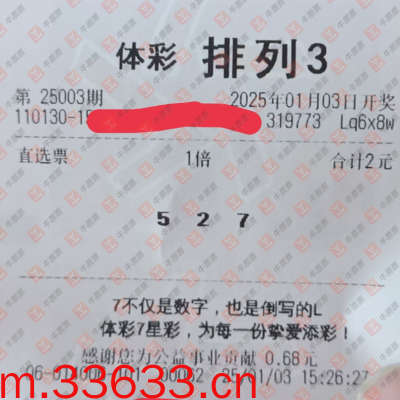 体彩 排列3
第 25003期 2025年01月03日开奖
110130-15 319773 Lq6x8w
直选票 1倍 合计2元
5 2 7
7不仅是数字，也是倒写的L
体彩7星彩，为每一份挚爱添彩！
感谢您为公益事业贡献 0.68元
25/01/03 15:26:27
m.33633.cn